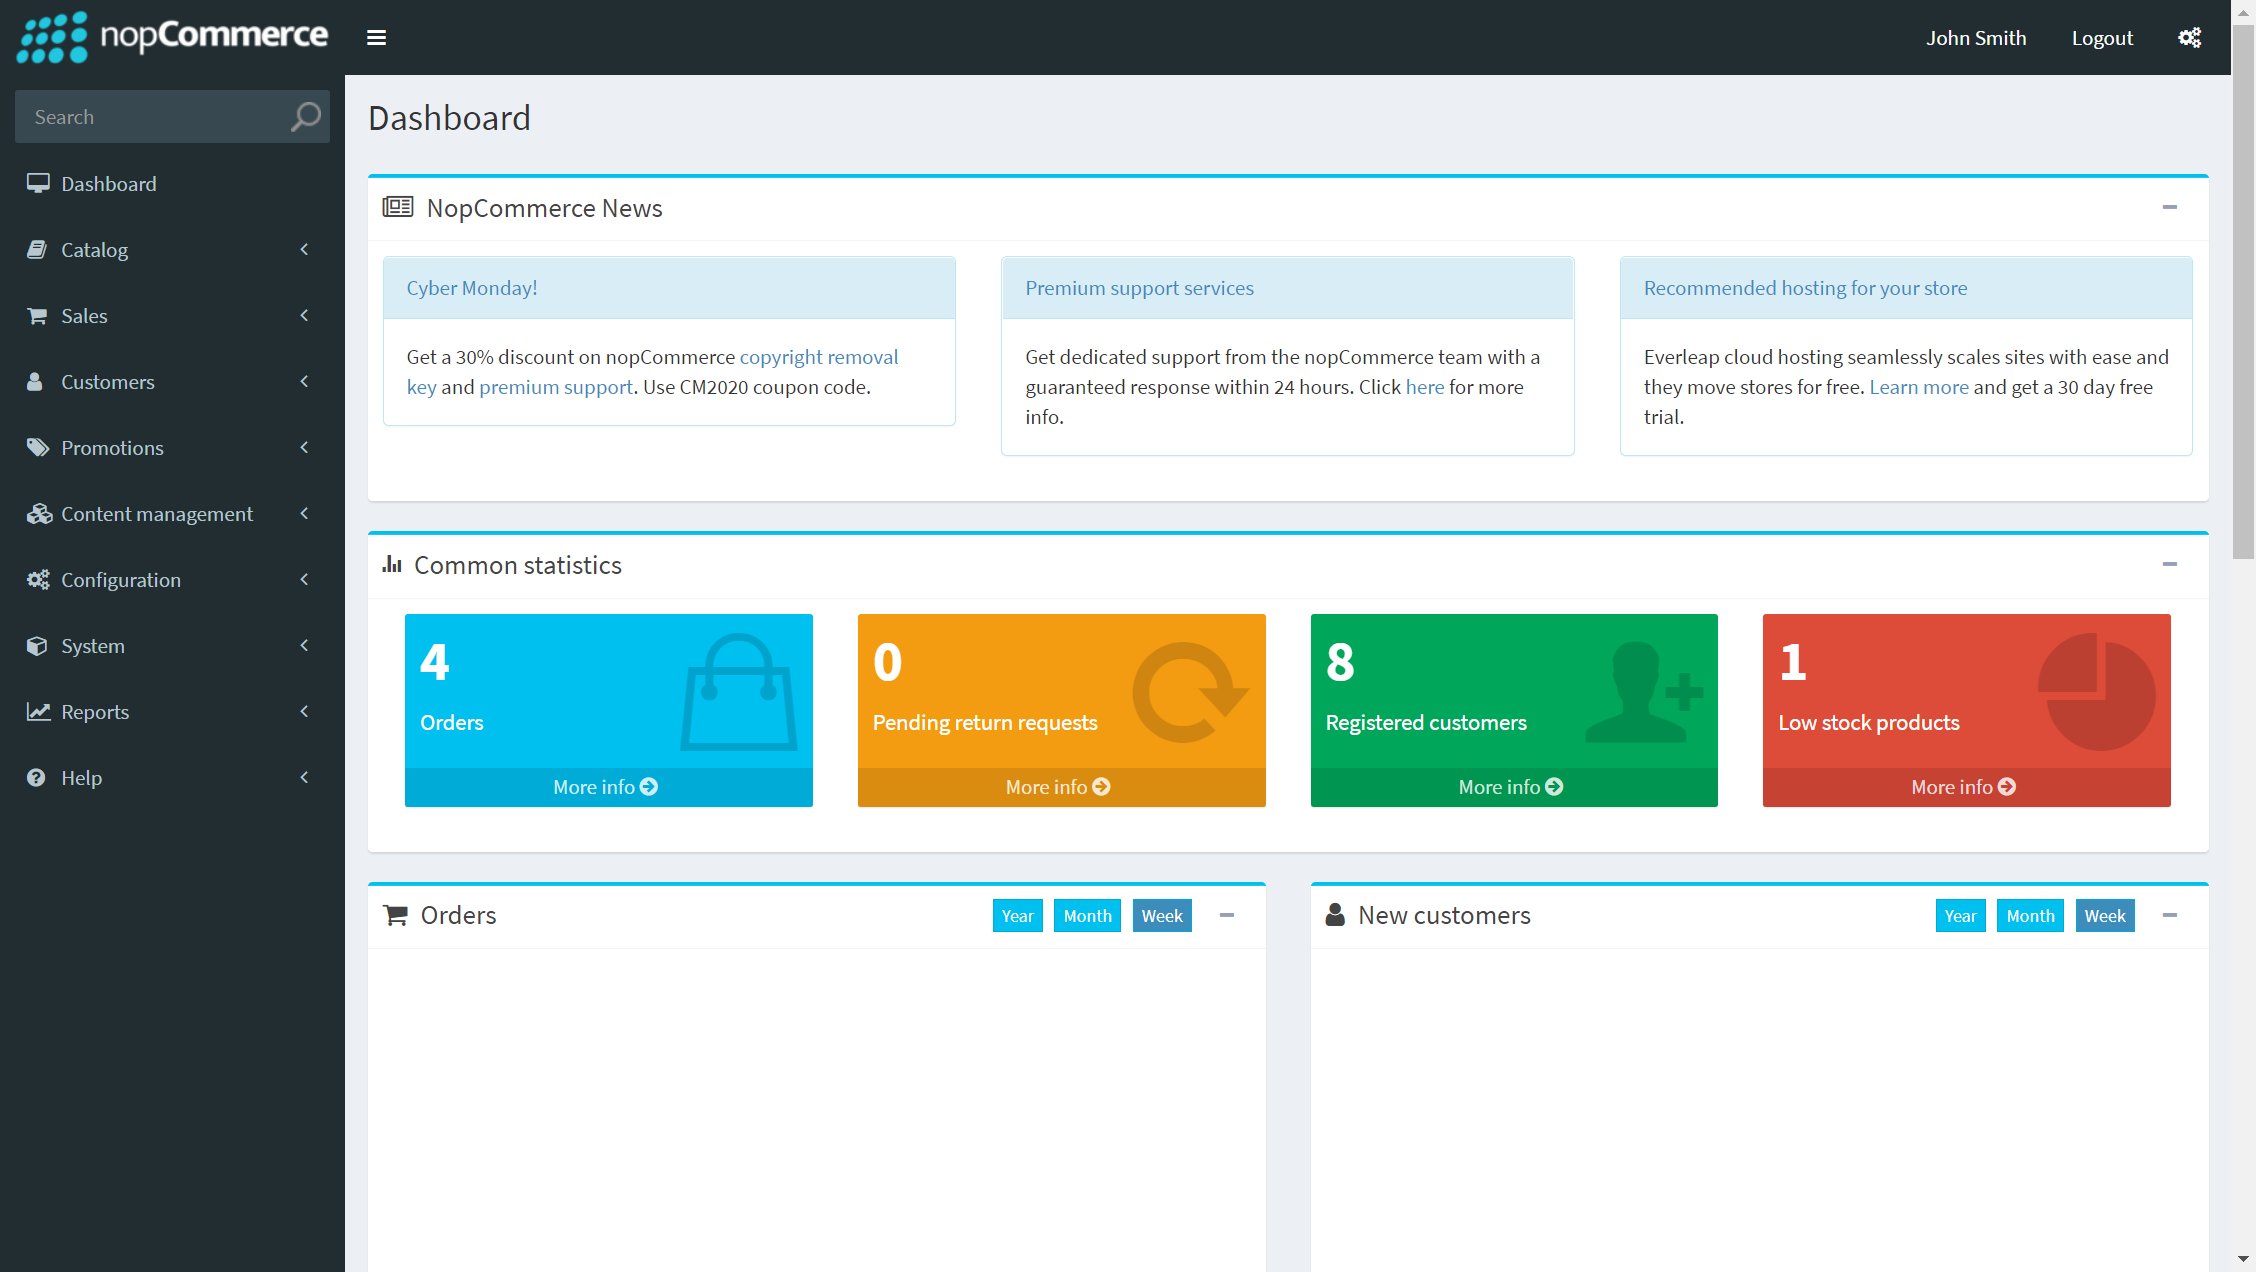 nopCommerce
John Smith
Logout
Search
Dashboard
Catalog
Sales
Customers
Promotions
Content management
Configuration
System
Reports
Help
Dashboard
NopCommerce News
Cyber Monday!
Get a 30% discount on nopCommerce copyright removal
key and premium support. Use CM2020 coupon code.
Premium support services
Get dedicated support from the nopCommerce team with a
guaranteed response within 24 hours. Click here for more
info.
Recommended hosting for your store
Everleap cloud hosting seamlessly scales sites with ease and
they move stores for free. Learn more and get a 30 day free
trial.
Common statistics
4
Orders
More info
0
Pending return requests
More info
8
Registered customers
More info
1
Low stock products
More info
Orders
Year
Month
Week
New customers
Year
Month
Week